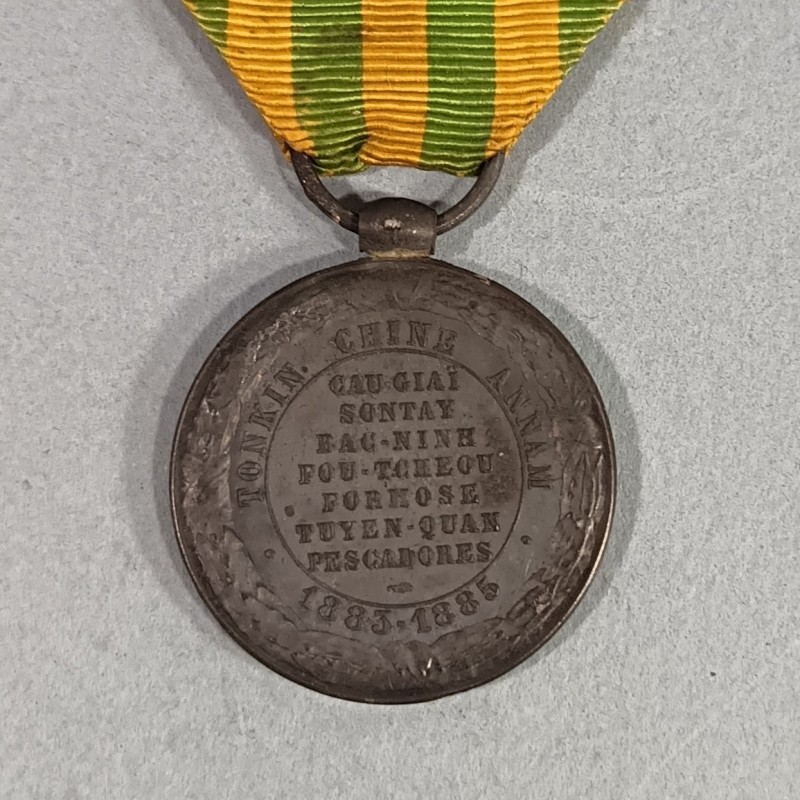 TONKIN CHINE ANNAM
CAU-GIAÏ
SONTAY
BAC-NINH
FOU-TCHEOU
FORMOSE
TUYEN-QUAN
PESCADORES
1883-1885